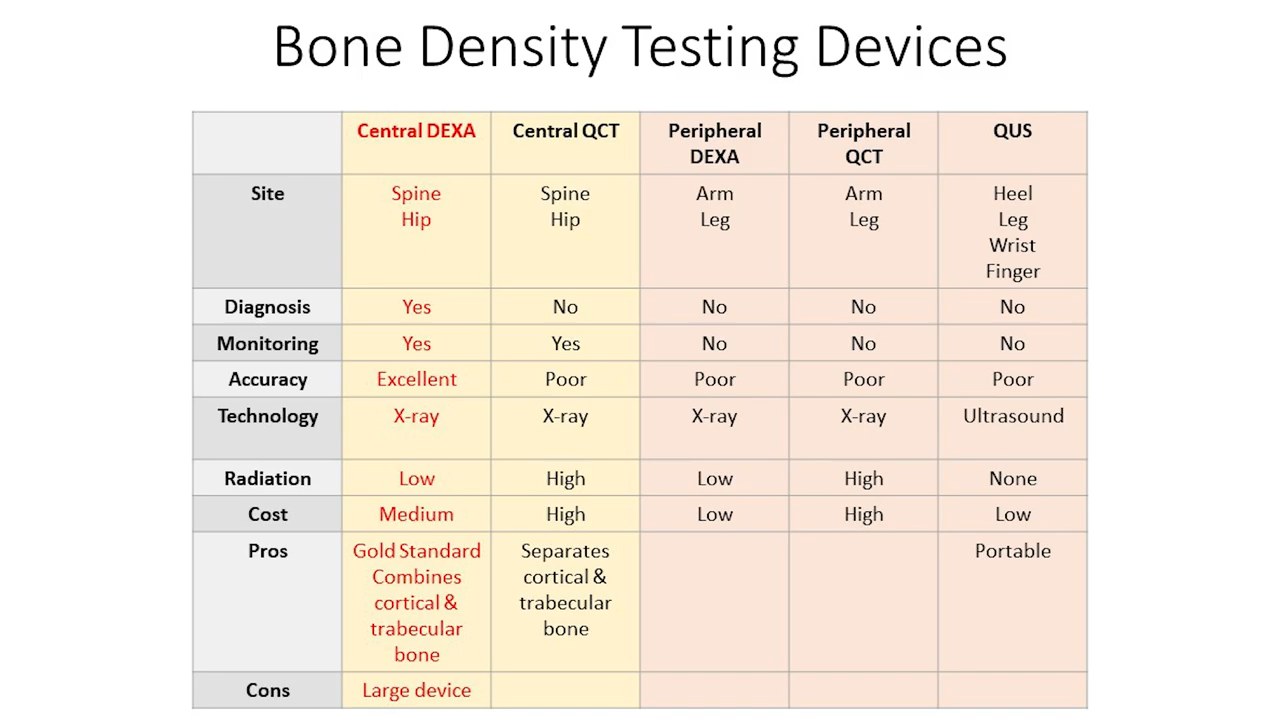 Bone Density Testing Devices
Central DEXA Central QCT Peripheral DEXA Peripheral QCT QUS
Site Spine Hip Spine Hip Arm Leg Arm Leg Heel Leg Wrist Finger
Diagnosis Yes No No No No
Monitoring Yes Yes No No No
Accuracy Excellent Poor Poor Poor Poor
Technology X-ray X-ray X-ray X-ray Ultrasound
Radiation Low High Low High None
Cost Medium High Low High Low
Pros Gold Standard Combines cortical & trabecular bone Separates cortical & trabecular bone Portable
Cons Large device